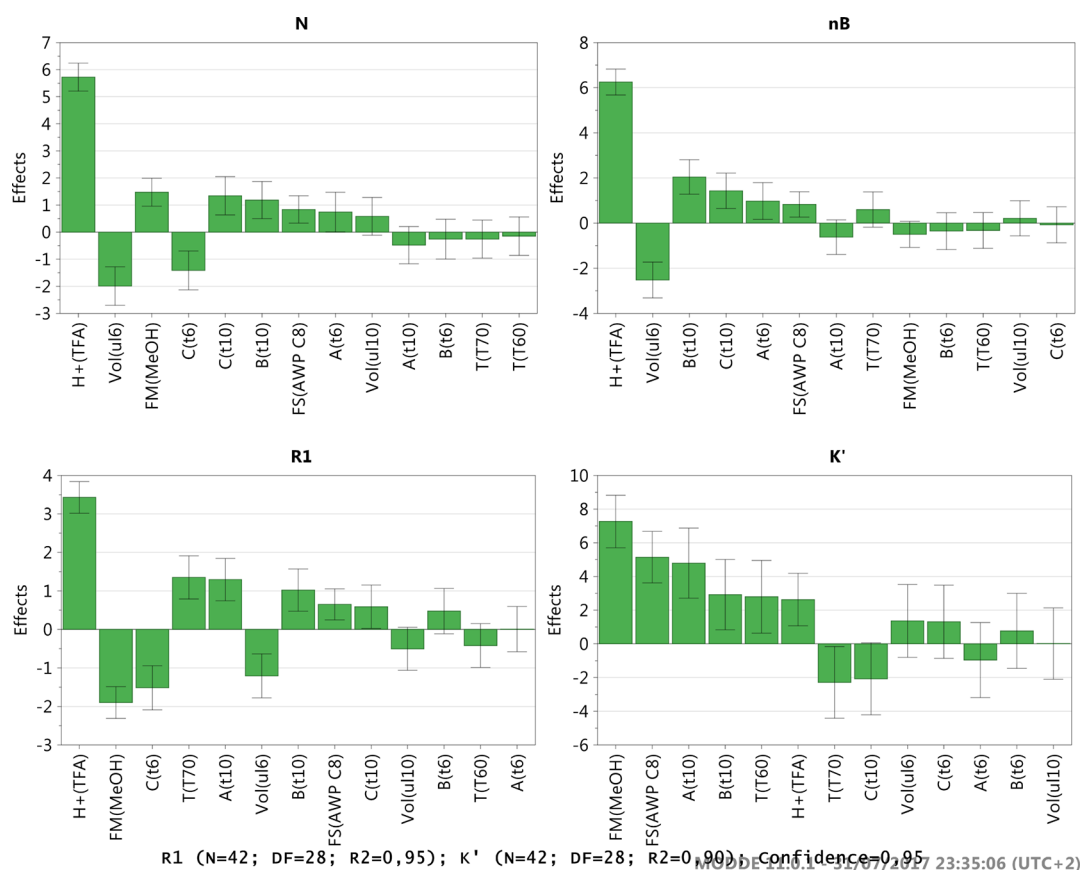 N
nB
7
6
5
4
3
2
1
0
-1
-2
-3
Effects
8
6
4
2
0
-2
-4
Effects
H+(TFA)
Vol(ul6)
FM(MeOH)
C(t6)
C(t10)
B(t10)
FS(AWP C8)
A(t6)
Vol(ul10)
A(t10)
B(t6)
T(T70)
T(T60)
H+(TFA)
Vol(ul6)
B(t10)
C(t10)
A(t6)
FS(AWP C8)
A(t10)
T(T70)
FM(MeOH)
B(t6)
T(T60)
Vol(ul10)
C(t6)
R1
K'
4
3
2
1
0
-1
-2
-3
Effects
10
8
6
4
2
0
-2
-4
-6
Effects
H+(TFA)
FM(MeOH)
C(t6)
T(T70)
A(t10)
Vol(ul6)
B(t10)
FS(AWP C8)
C(t10)
Vol(ul10)
B(t6)
T(T60)
A(t6)
FM(MeOH)
FS(AWP C8)
A(t10)
B(t10)
T(T60)
H+(TFA)
T(T70)
C(t10)
Vol(ul6)
C(t6)
A(t6)
B(t6)
Vol(ul10)
R1 (N=42; DF=28; R2=0,95); K' (N=42; DF=28; R2=0,90); Confidence=0,95
MODDE 11.0.1 - 31/07/2017 23:35:06 (UTC+2)